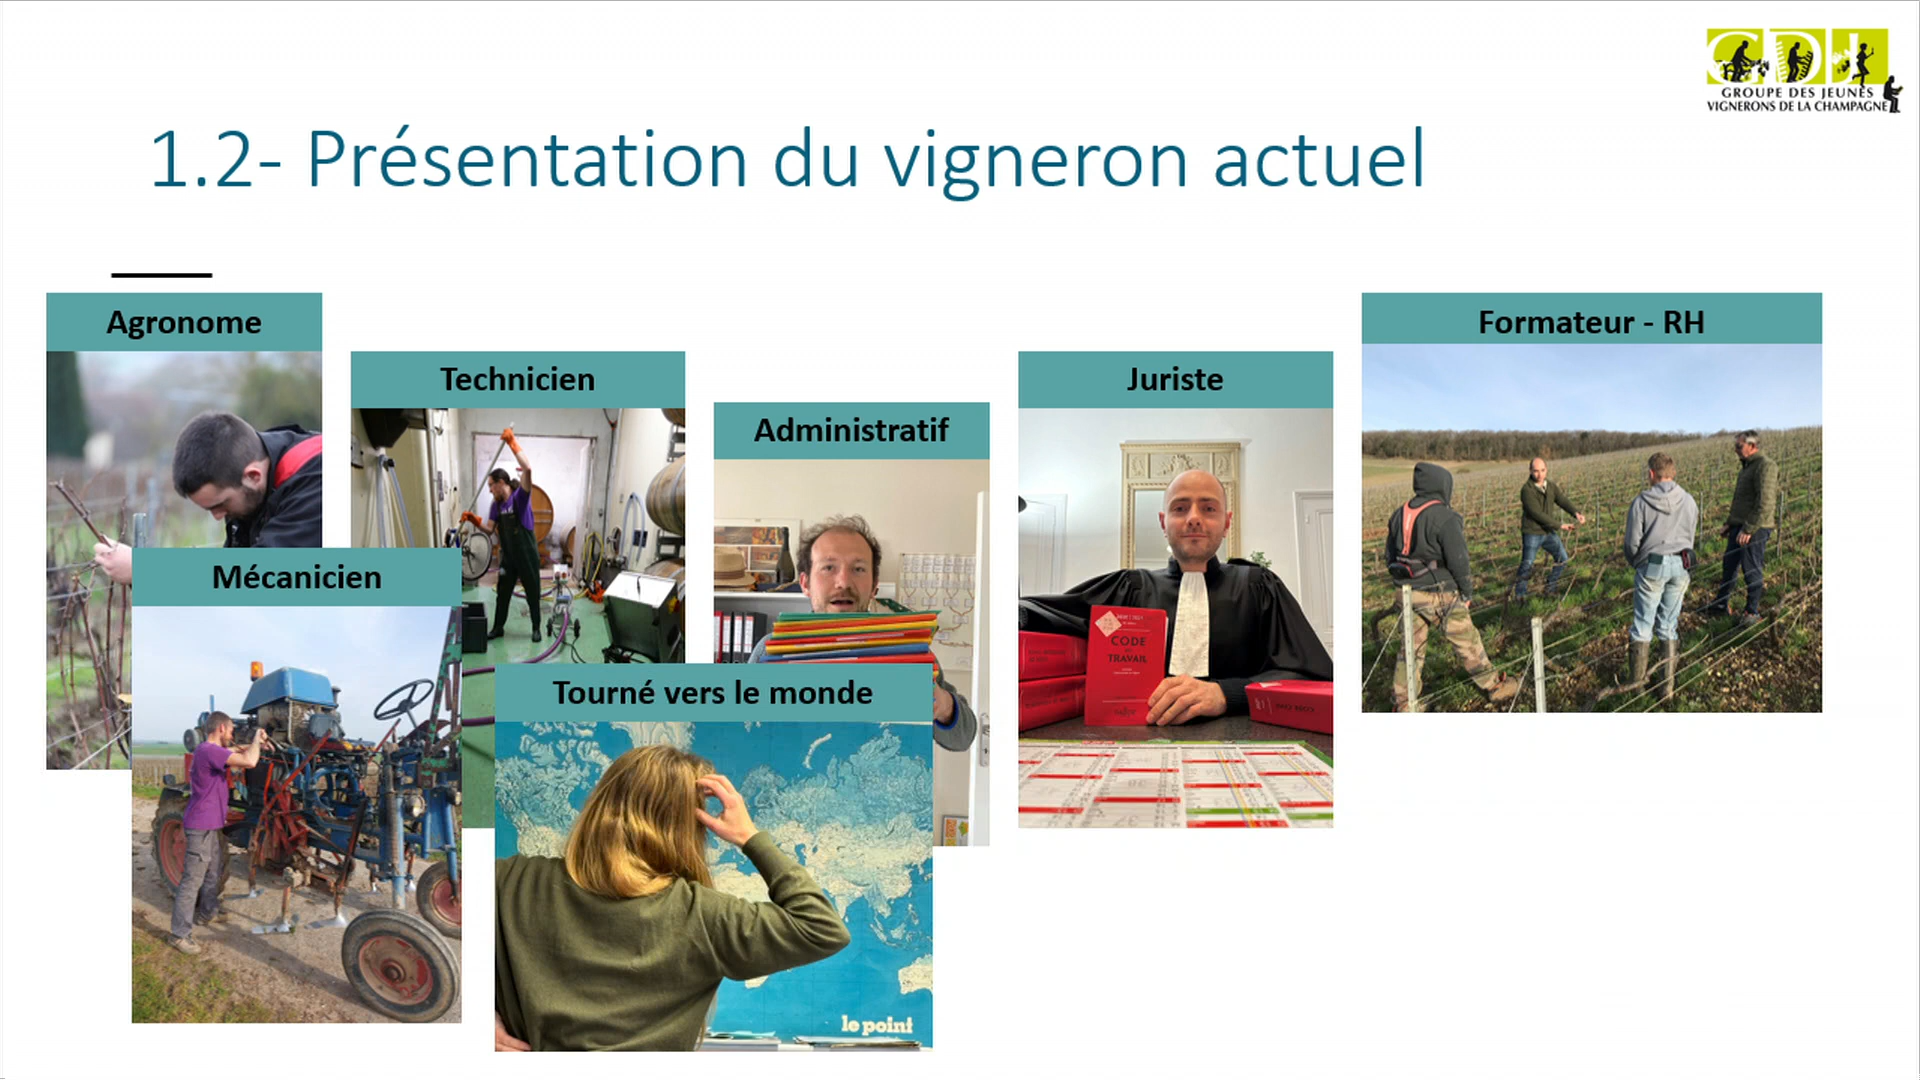 GDJ
GROUPE DES JEUNES
VIGNERONS DE LA CHAMPAGNE
1.2- Présentation du vigneron actuel
Agronome
Technicien
Administratif
Juriste
Formateur - RH
Mécanicien
Tourné vers le monde
CODE
TRAVAIL
le point